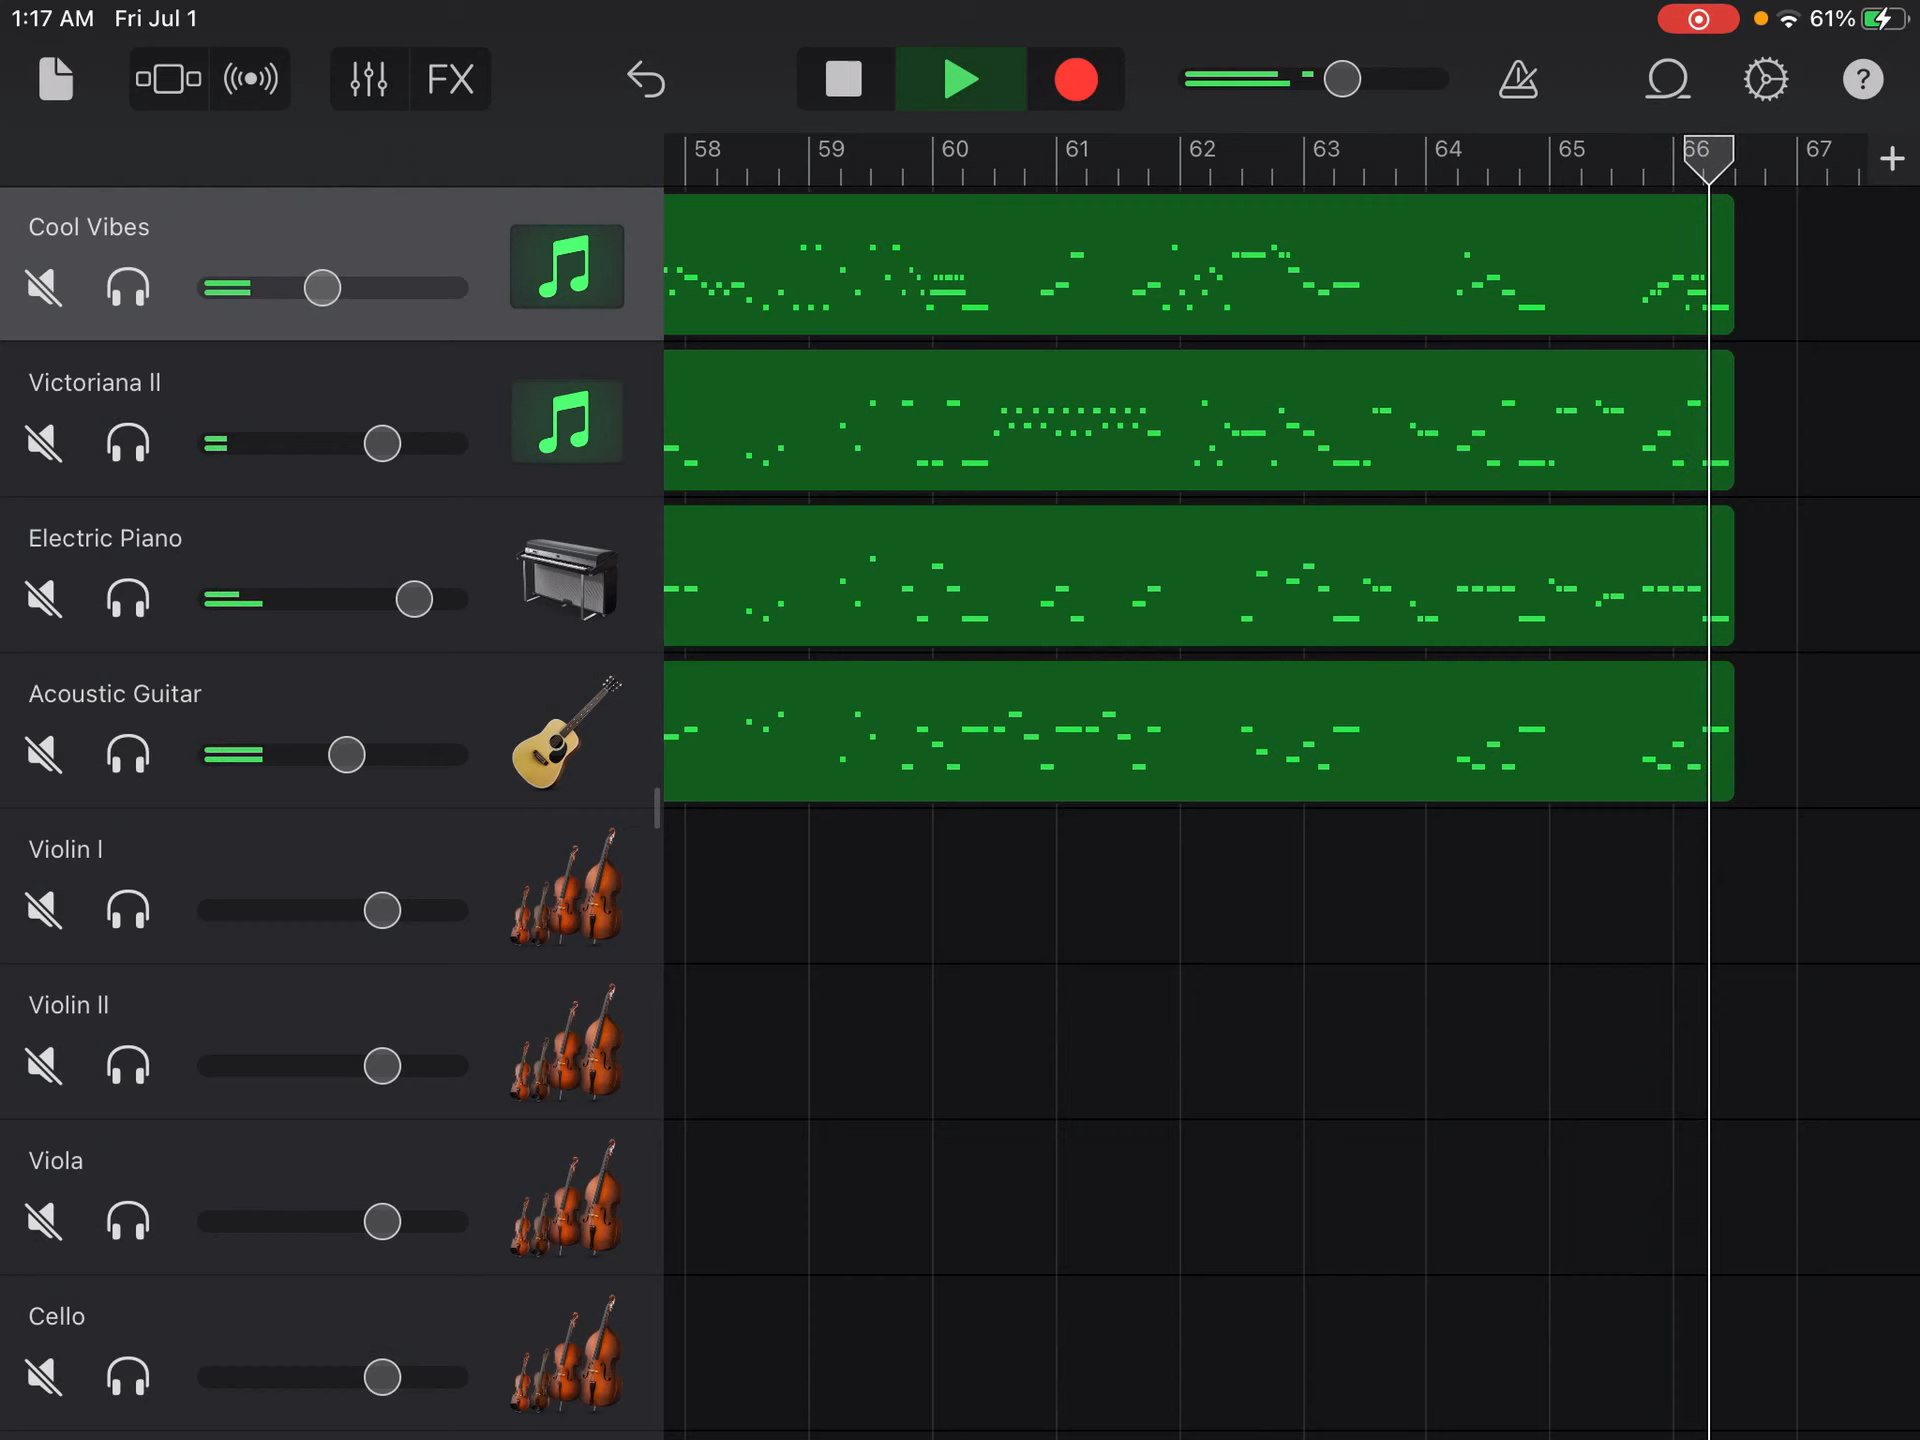 1:17 AM Fri Jul 1 61%
FX
58 59 60 61 62 63 64 65 66 67 +
Cool Vibes
Victoriana II
Electric Piano
Acoustic Guitar
Violin I
Violin II
Viola
Cello